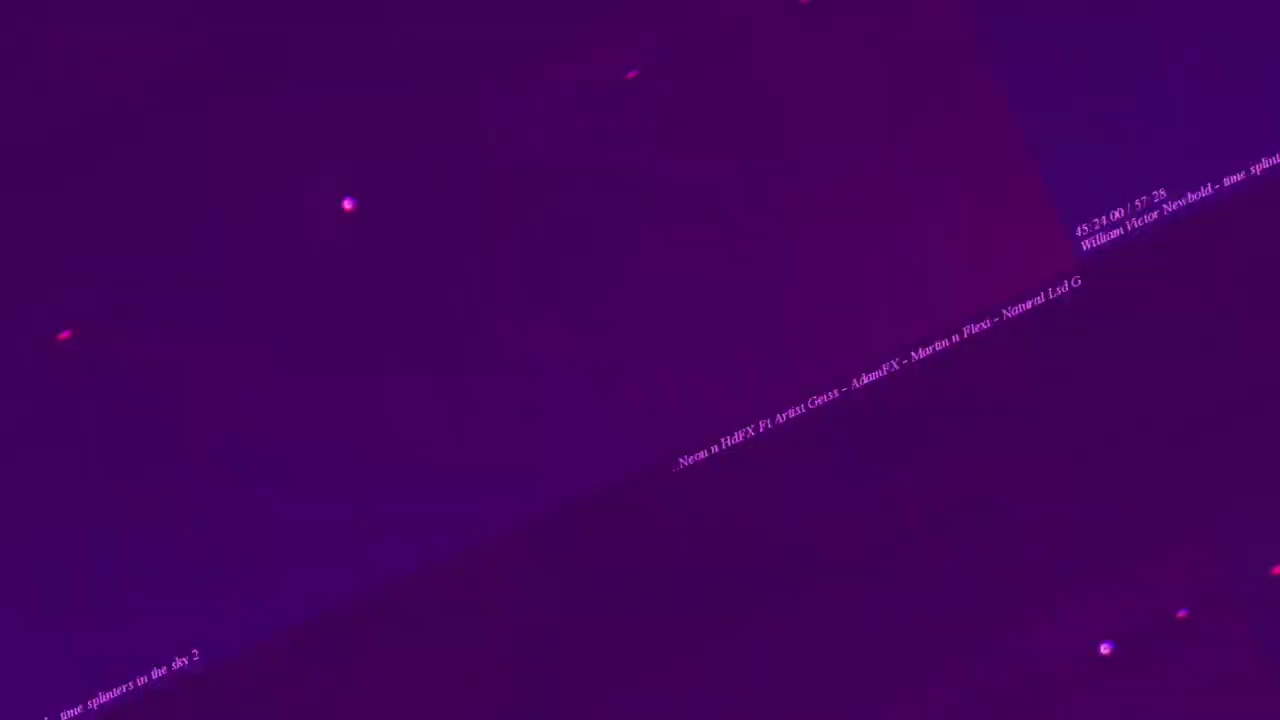 45:24.00 / 57:28
William Victor Newbold - time splint
..Neon n HdFX Ft Artist Geiss - AdamFX - Martin n Flexi - Natural Lsd G
- time splinters in the sky 2